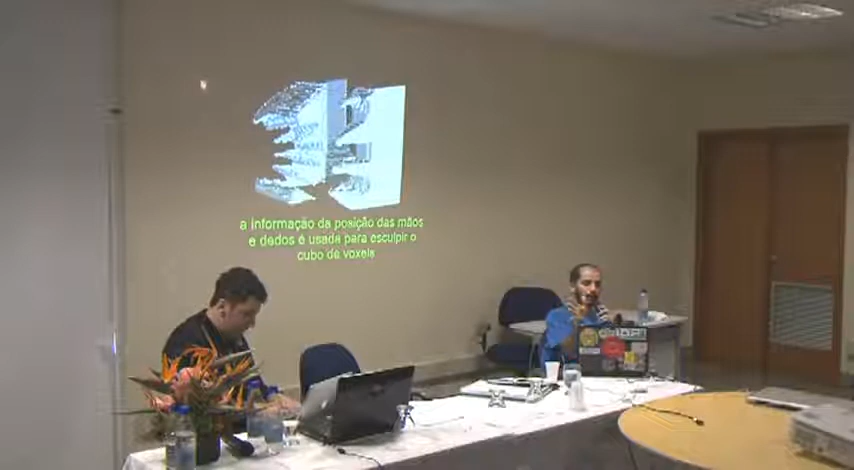 a informação da posição das mãos
e dedos é usada para esculpir o
cubo de voxels